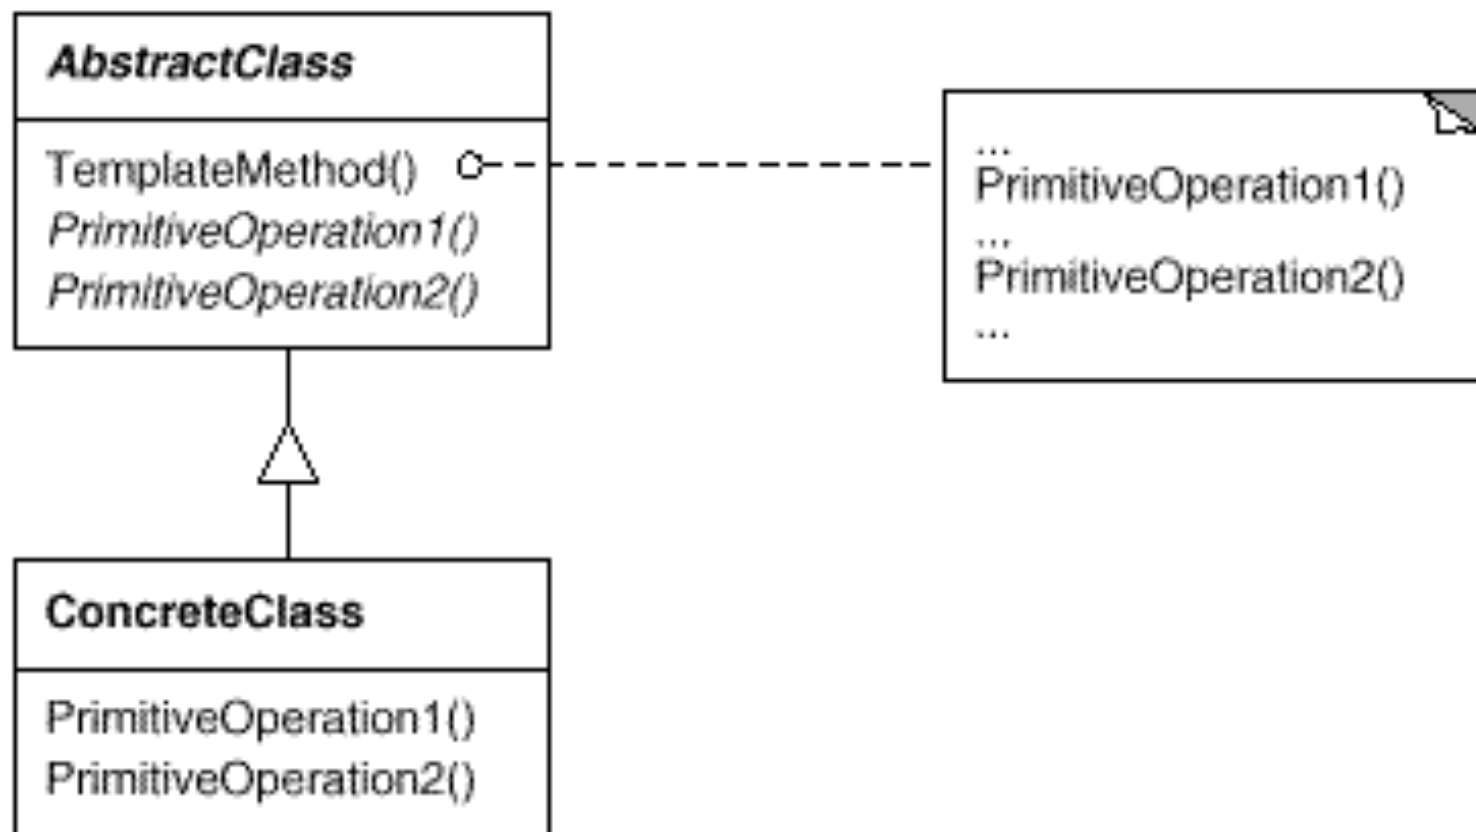 AbstractClass
TemplateMethod()
PrimitiveOperation1()
PrimitiveOperation2()
...
PrimitiveOperation1()
...
PrimitiveOperation2()
...
ConcreteClass
PrimitiveOperation1()
PrimitiveOperation2()